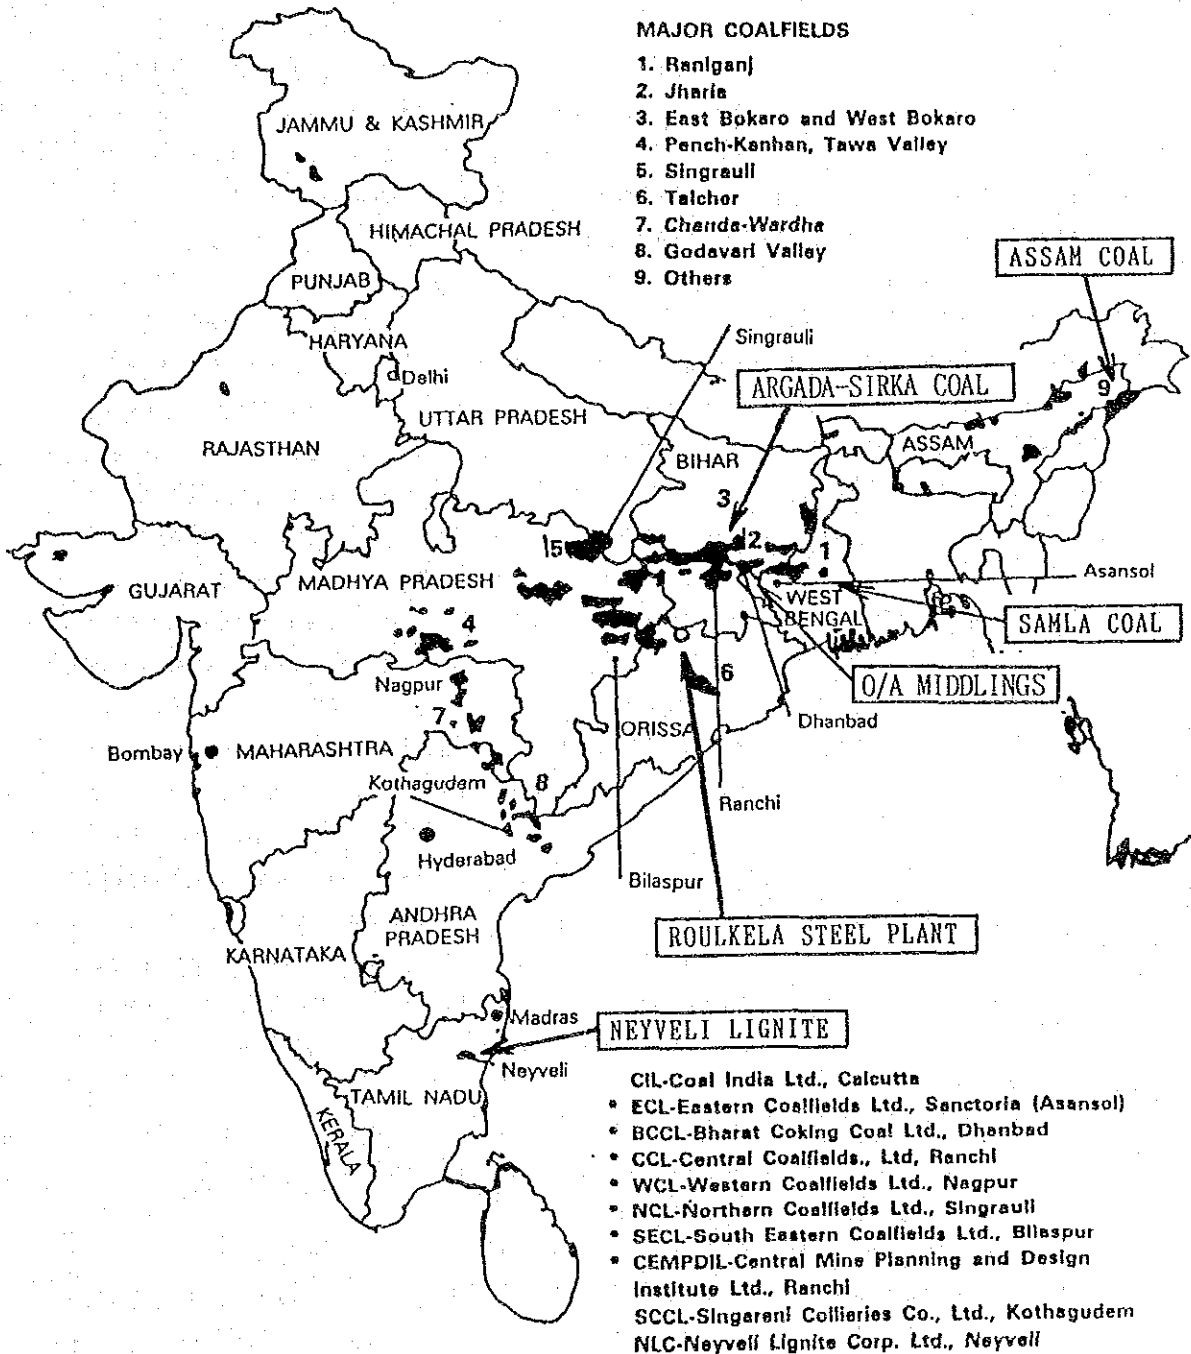 MAJOR COALFIELDS
1. Raniganj
2. Jharia
3. East Bokaro and West Bokaro
4. Pench-Kanhan, Tawa Valley
5. Singrauli
6. Talcher
7. Chanda-Wardha
8. Godavari Valley
9. Others
JAMMU & KASHMIR
HIMACHAL PRADESH
PUNJAB
HARYANA
Delhi
UTTAR PRADESH
RAJASTHAN
Singrauli
ASSAM COAL
ARGADA-SIRKA COAL
9
ASSAM
BIHAR
3
5
2
1
GUJARAT
MADHYA PRADESH
Asansol
WEST
BENGAL
SAMLA COAL
4
6
O/A MIDDLINGS
Nagpur
7
Dhanbad
ORISSA
Bombay
MAHARASHTRA
Kothagudem
8
Ranchi
Hyderabad
Bilaspur
ANDHRA
PRADESH
ROULKELA STEEL PLANT
KARNATAKA
Madras
NEYVELI LIGNITE
Neyveli
TAMIL NADU
KERALA
CIL-Coal India Ltd., Calcutta
• ECL-Eastern Coalfields Ltd., Sanctoria (Asansol)
• BCCL-Bharat Coking Coal Ltd., Dhanbad
• CCL-Central Coalfields., Ltd, Ranchi
• WCL-Western Coalfields Ltd., Nagpur
• NCL-Northern Coalfields Ltd., Singrauli
• SECL-South Eastern Coalfields Ltd., Bilaspur
• CEMPDIL-Central Mine Planning and Design
Institute Ltd., Ranchi
SCCL-Singareni Collieries Co., Ltd., Kothagudem
NLC-Neyveli Lignite Corp. Ltd., Neyveli